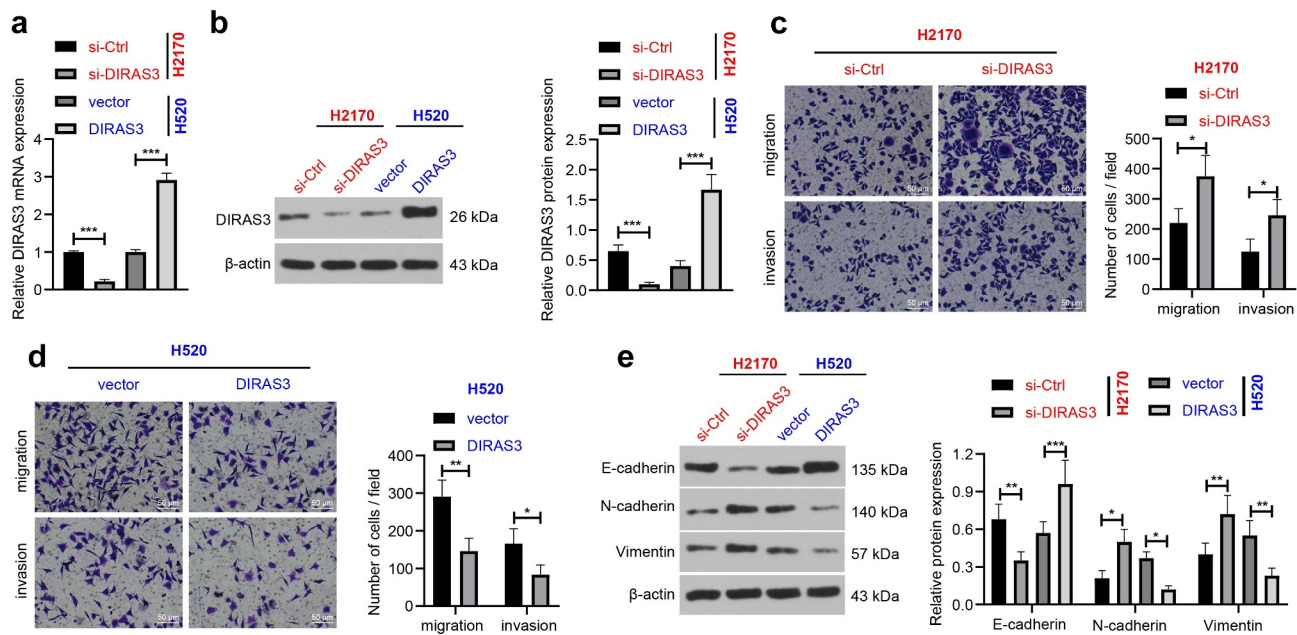 a
si-Ctrl
si-DIRAS3
vector
DIRAS3
H2170
H520
Relative DIRAS3 mRNA expression
4
3
2
1
0
***
***
b
H2170
H520
si-Ctrl
si-DIRAS3
vector
DIRAS3
DIRAS3
26 kDa
β-actin
43 kDa
si-Ctrl
si-DIRAS3
vector
DIRAS3
H2170
H520
Relative DIRAS3 protein expression
2.5
2.0
1.5
1.0
0.5
0.0
***
***
c
H2170
si-Ctrl
si-DIRAS3
migration
invasion
50 μm
50 μm
50 μm
50 μm
H2170
si-Ctrl
si-DIRAS3
Number of cells / field
500
400
300
200
100
0
*
*
migration
invasion
d
H520
vector
DIRAS3
migration
invasion
50 μm
50 μm
50 μm
50 μm
H520
vector
DIRAS3
Number of cells / field
400
300
200
100
0
**
*
migration
invasion
e
H2170
H520
si-Ctrl
si-DIRAS3
vector
DIRAS3
E-cadherin
135 kDa
N-cadherin
140 kDa
Vimentin
57 kDa
β-actin
43 kDa
si-Ctrl
si-DIRAS3
H2170
vector
DIRAS3
H520
Relative protein expression
1.2
0.9
0.6
0.3
0.0
**
***
*
*
**
**
E-cadherin
N-cadherin
Vimentin